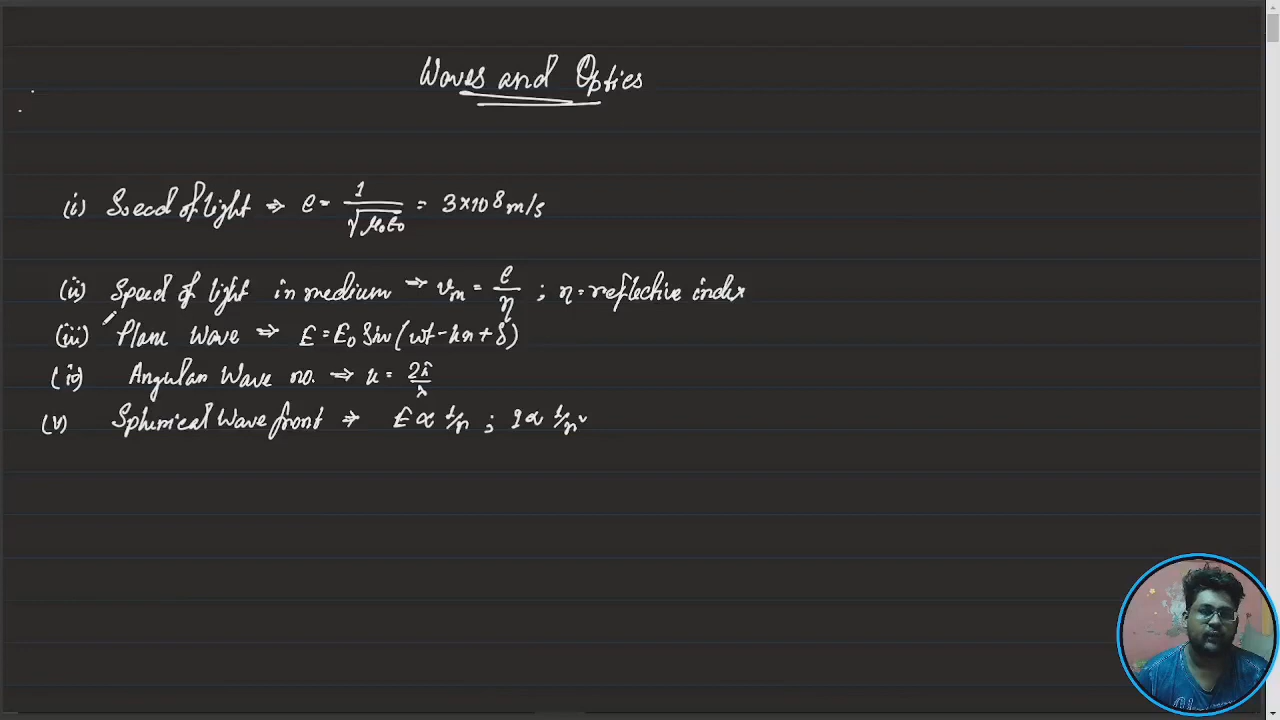 Waves and Optics
(i) Speed of light ⇒ c = 1/√μ₀ε₀ = 3×10⁸ m/s
(ii) Speed of light in medium ⇒ vₘ = c/η ; η = reflective index
(iii) Plane Wave ⇒ E = E₀ Sin(ωt - kx + δ)
(iv) Angular Wave no. ⇒ k = 2π/λ
(v) Spherical Wave front ⇒ E ∝ 1/r ; I ∝ 1/r²